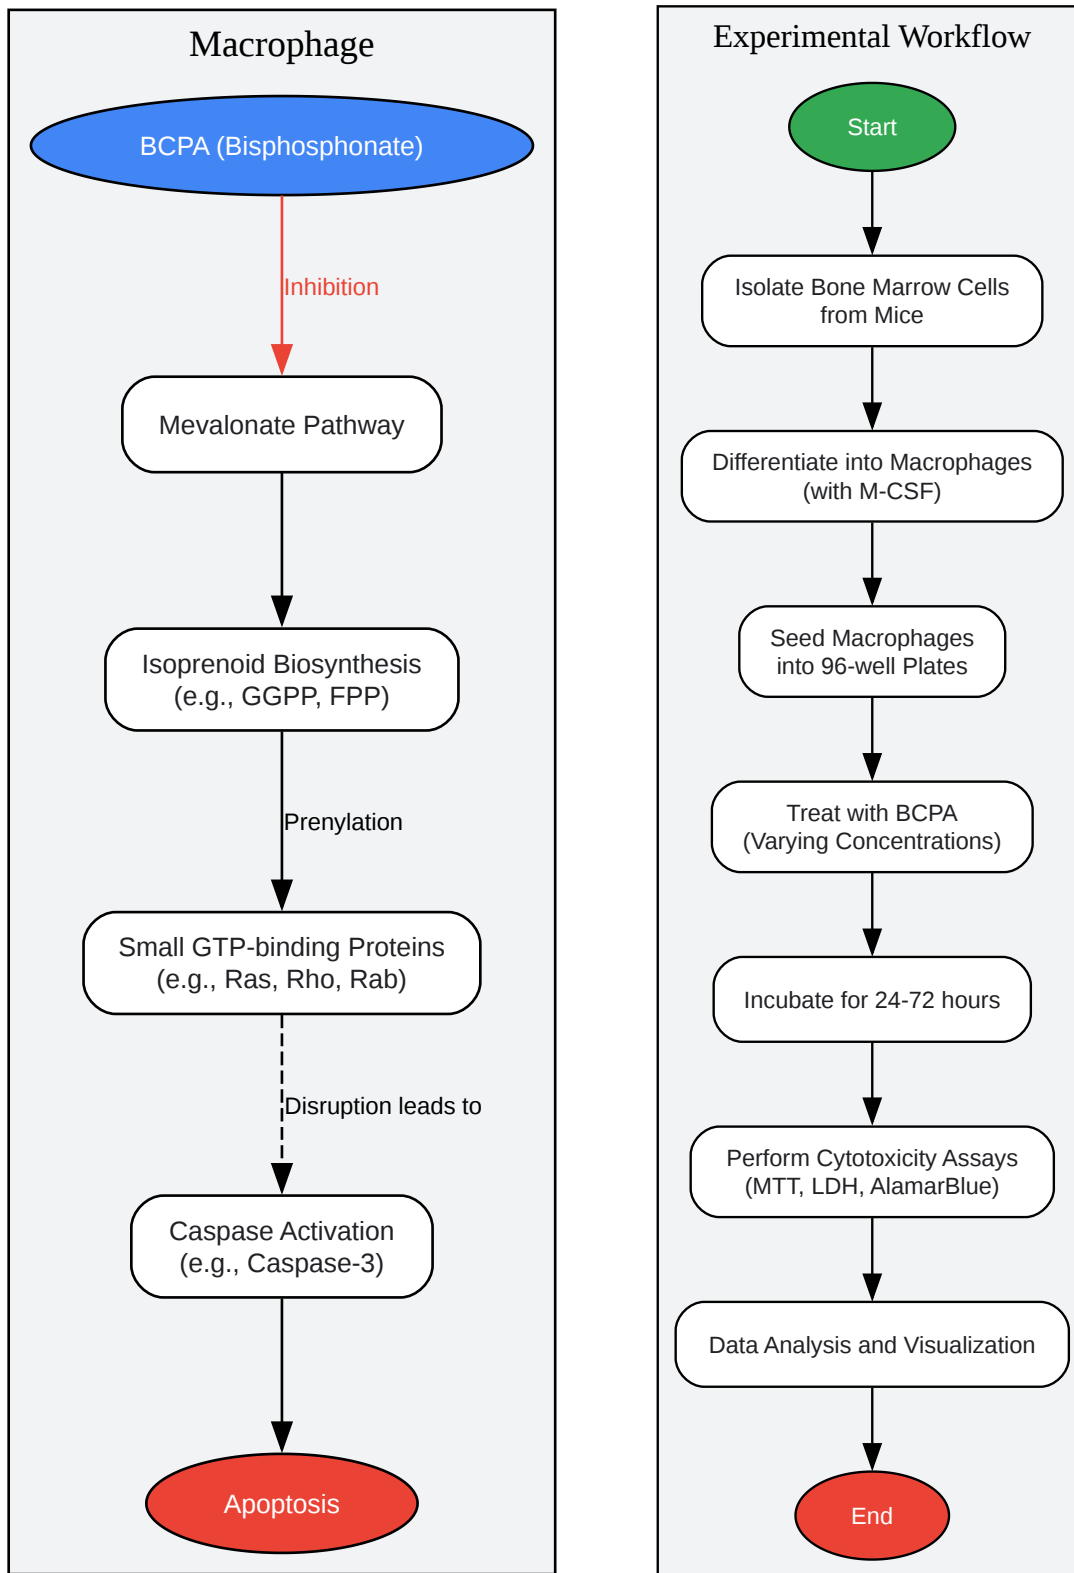 Macrophage
BCPA (Bisphosphonate)
Inhibition
Mevalonate Pathway
Isoprenoid Biosynthesis
(e.g., GGPP, FPP)
Prenylation
Small GTP-binding Proteins
(e.g., Ras, Rho, Rab)
Disruption leads to
Caspase Activation
(e.g., Caspase-3)
Apoptosis
Experimental Workflow
Start
Isolate Bone Marrow Cells
from Mice
Differentiate into Macrophages
(with M-CSF)
Seed Macrophages
into 96-well Plates
Treat with BCPA
(Varying Concentrations)
Incubate for 24-72 hours
Perform Cytotoxicity Assays
(MTT, LDH, AlamarBlue)
Data Analysis and Visualization
End